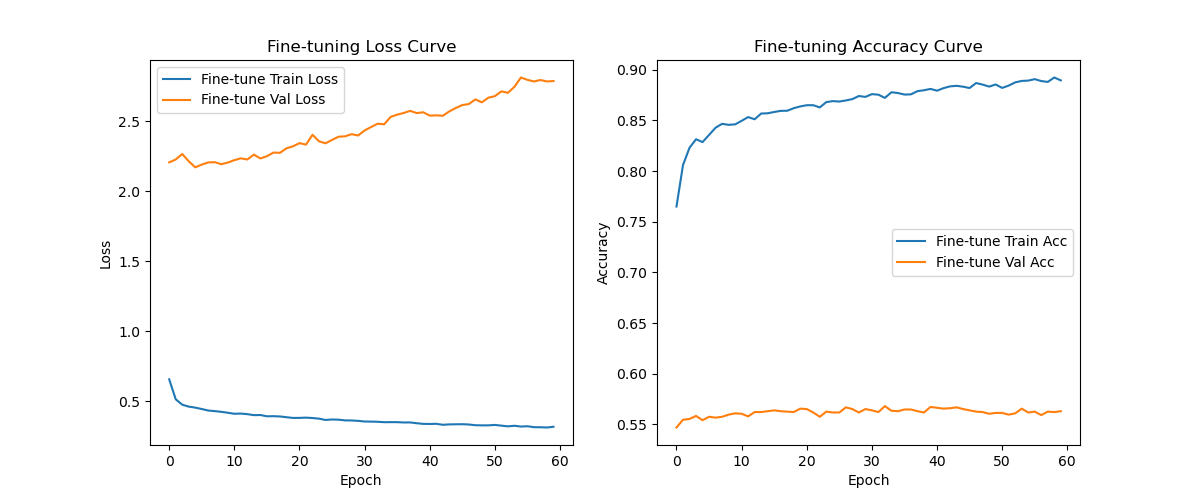 Fine-tuning Loss Curve
Fine-tune Train Loss
Fine-tune Val Loss
Loss
2.5
2.0
1.5
1.0
0.5
0 10 20 30 40 50 60
Epoch
Fine-tuning Accuracy Curve
Fine-tune Train Acc
Fine-tune Val Acc
Accuracy
0.90
0.85
0.80
0.75
0.70
0.65
0.60
0.55
0 10 20 30 40 50 60
Epoch